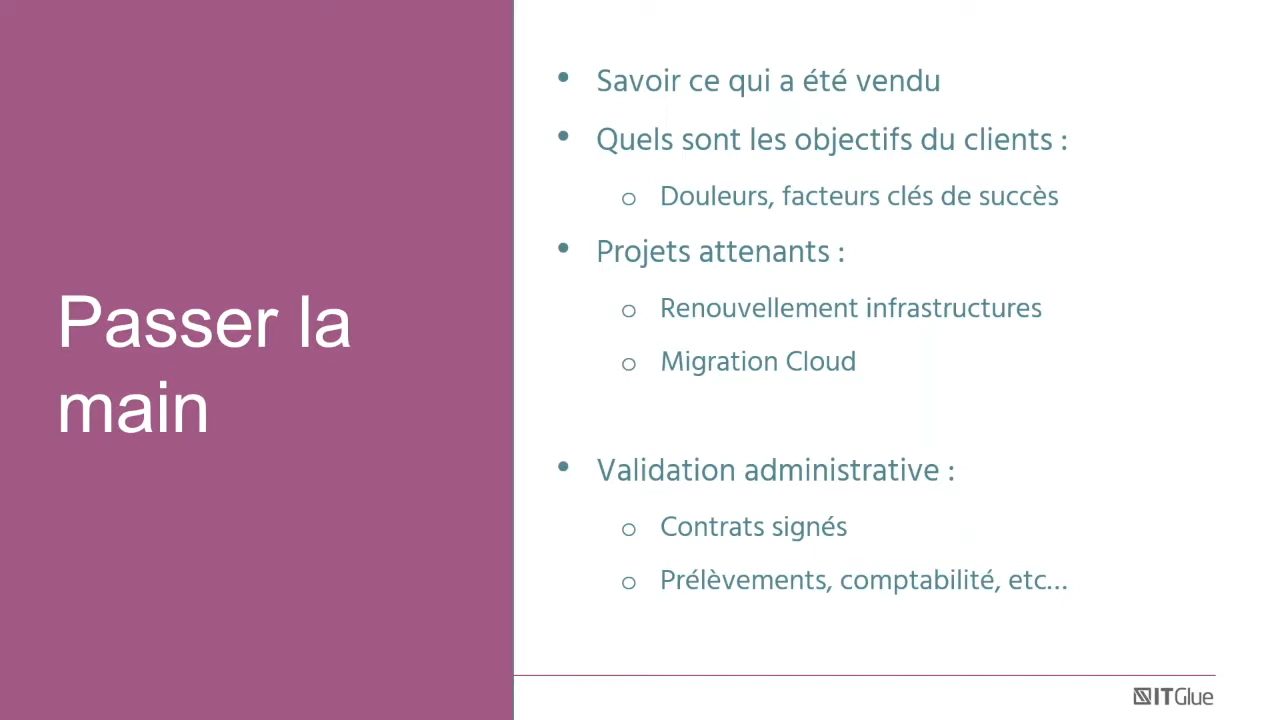 Passer la
main
• Savoir ce qui a été vendu
• Quels sont les objectifs du clients :
o Douleurs, facteurs clés de succès
• Projets attenants :
o Renouvellement infrastructures
o Migration Cloud
• Validation administrative :
o Contrats signés
o Prélèvements, comptabilité, etc...
ITGlue